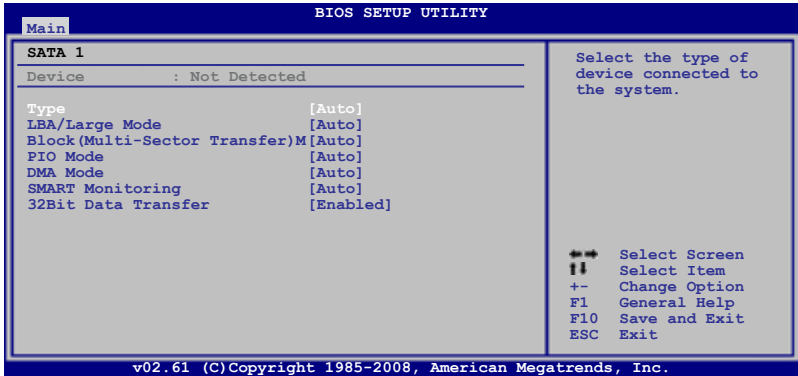 BIOS SETUP UTILITY
Main
SATA 1
Device : Not Detected
Type [Auto]
LBA/Large Mode [Auto]
Block(Multi-Sector Transfer)M[Auto]
PIO Mode [Auto]
DMA Mode [Auto]
SMART Monitoring [Auto]
32Bit Data Transfer [Enabled]
Select the type of
device connected to
the system.
Select Screen
Select Item
+- Change Option
F1 General Help
F10 Save and Exit
ESC Exit
v02.61 (C)Copyright 1985-2008, American Megatrends, Inc.